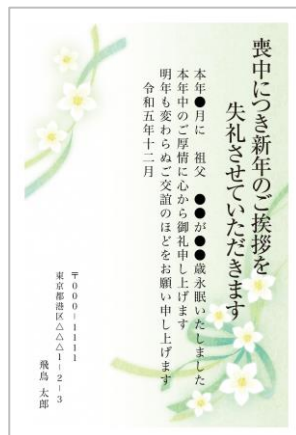 喪中につき新年のご挨拶を
失礼させていただきます
本年●月に　祖父　●●が●●歳永眠いたしました
本年中のご厚情に心から御礼申し上げます
明年も変わらぬご交誼のほどをお願い申し上げます
令和五年十二月
〒000-1111
東京都港区△△△1-2-3
飛鳥 太郎